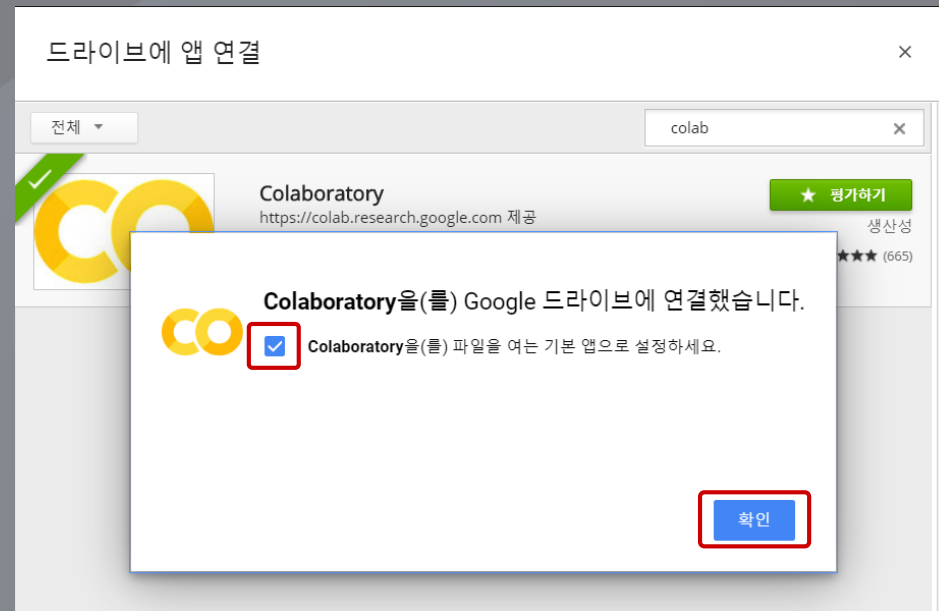 드라이브에 앱 연결
전체
colab
Colaboratory
https://colab.research.google.com 제공
평가하기
생산성
(665)
Colaboratory을(를) Google 드라이브에 연결했습니다.
Colaboratory을(를) 파일을 여는 기본 앱으로 설정하세요.
확인